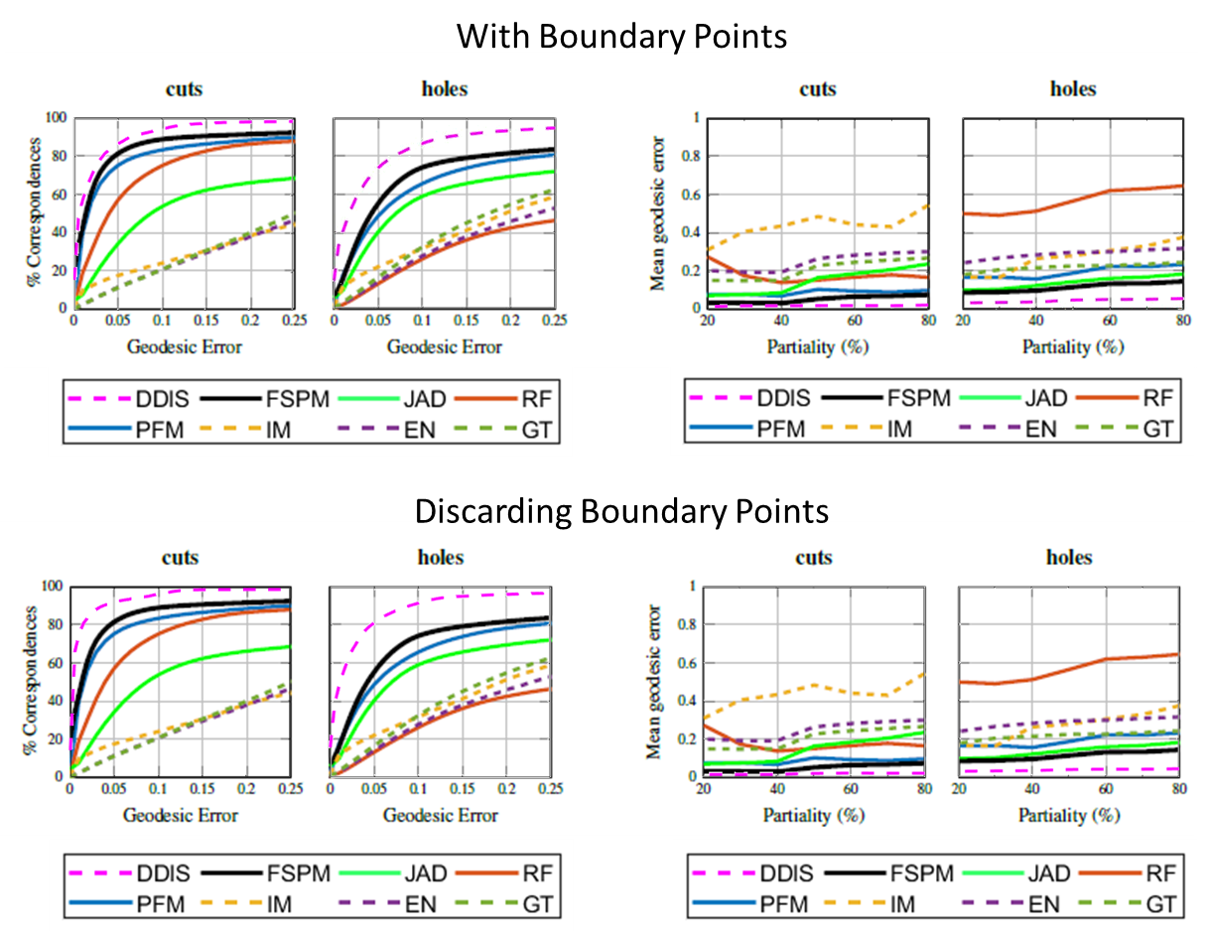 With Boundary Points
cuts
holes
cuts
holes
% Correspondences
100
80
60
40
20
0
0
0.05
0.1
0.15
0.2
0.25
0
0.05
0.1
0.15
0.2
0.25
Geodesic Error
Geodesic Error
Mean geodesic error
1
0.8
0.6
0.4
0.2
0
20
40
60
80
20
40
60
80
Partiality (%)
Partiality (%)
DDIS FSPM JAD RF
PFM IM EN GT
DDIS FSPM JAD RF
PFM IM EN GT
Discarding Boundary Points
cuts
holes
cuts
holes
% Correspondences
100
80
60
40
20
0
0
0.05
0.1
0.15
0.2
0.25
0
0.05
0.1
0.15
0.2
0.25
Geodesic Error
Geodesic Error
Mean geodesic error
1
0.8
0.6
0.4
0.2
0
20
40
60
80
20
40
60
80
Partiality (%)
Partiality (%)
DDIS FSPM JAD RF
PFM IM EN GT
DDIS FSPM JAD RF
PFM IM EN GT